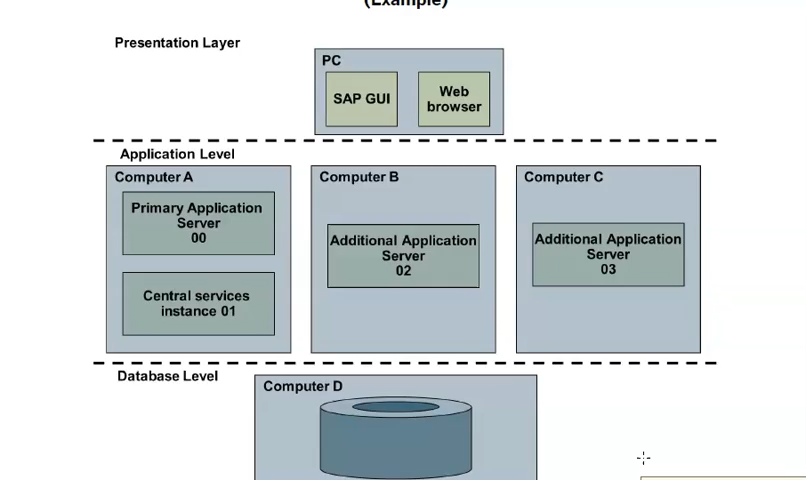 (Example)
Presentation Layer
PC
SAP GUI
Web
browser
Application Level
Computer A
Primary Application
Server
00
Central services
instance 01
Computer B
Additional Application
Server
02
Computer C
Additional Application
Server
03
Database Level
Computer D